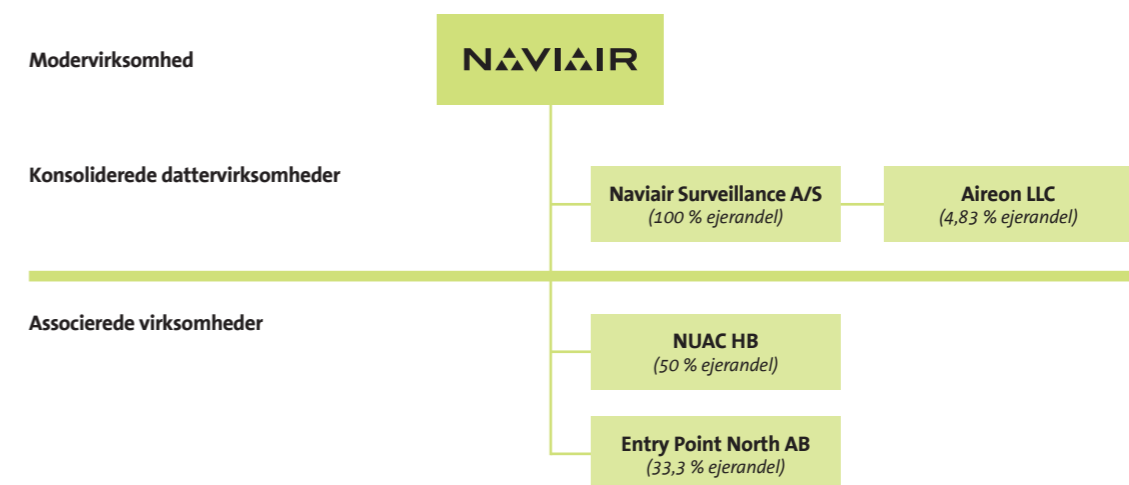 Modervirksomhed
NAVIAIR
Konsoliderede dattervirksomheder
Naviair Surveillance A/S
(100 % ejerandel)
Aireon LLC
(4,83 % ejerandel)
Associerede virksomheder
NUAC HB
(50 % ejerandel)
Entry Point North AB
(33,3 % ejerandel)